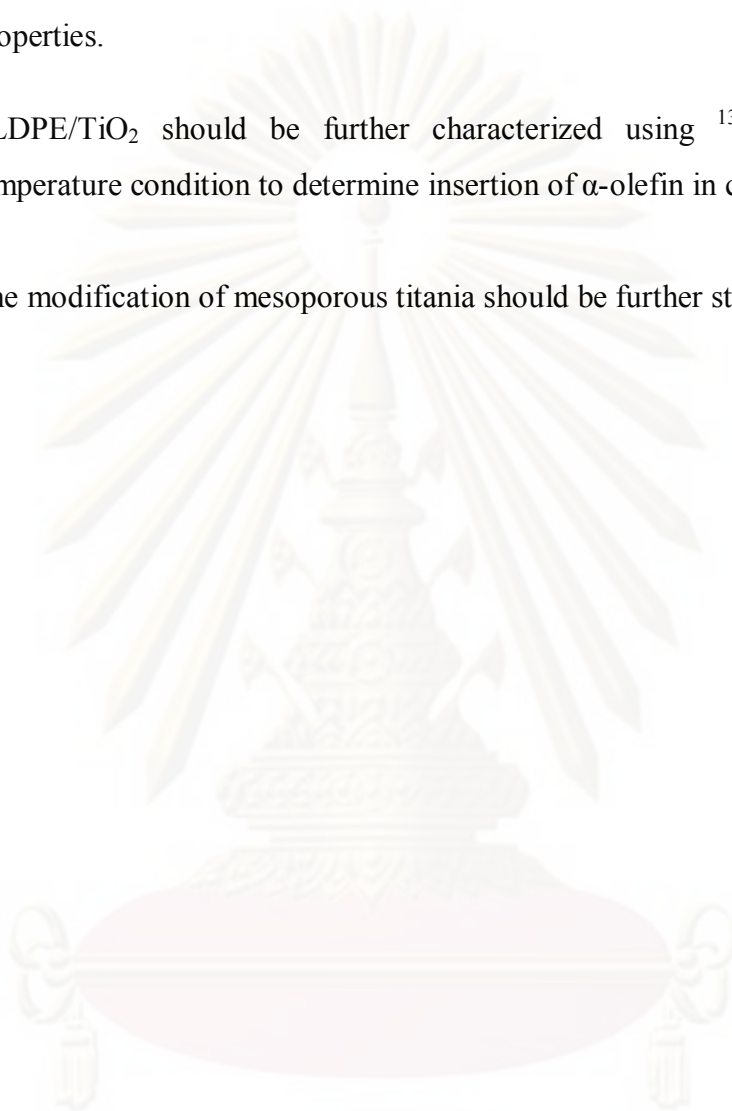 operties.
LDPE/TiO₂ should be further characterized using ¹³
mperature condition to determine insertion of α-olefin in c
ne modification of mesoporous titania should be further st